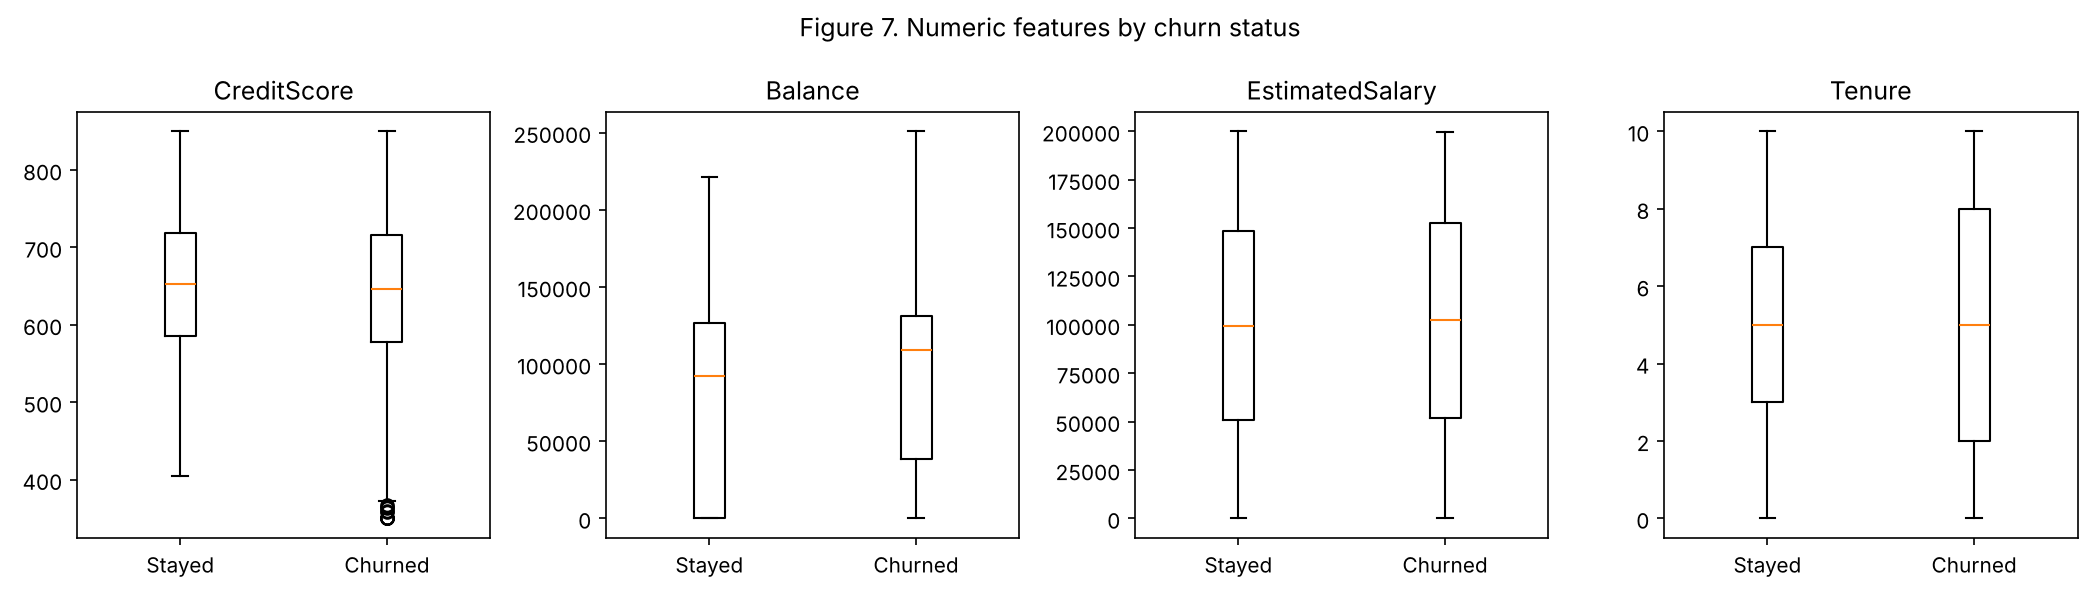 Figure 7. Numeric features by churn status
CreditScore
800
700
600
500
400
Stayed
Churned
Balance
250000
200000
150000
100000
50000
0
Stayed
Churned
EstimatedSalary
200000
175000
150000
125000
100000
75000
50000
25000
0
Stayed
Churned
Tenure
10
8
6
4
2
0
Stayed
Churned